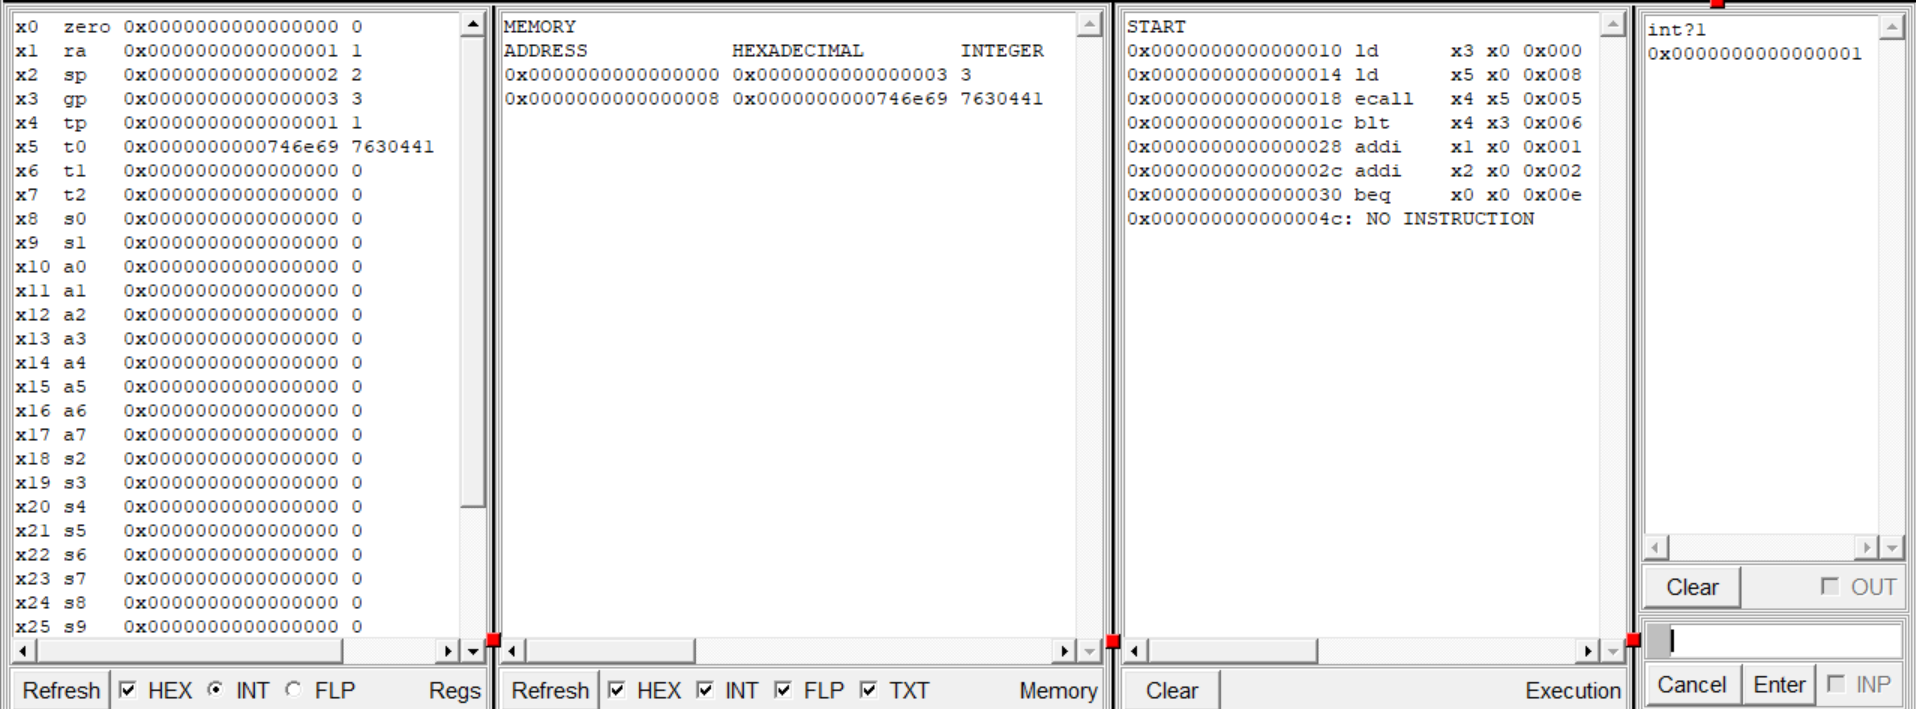 x0 zero 0x0000000000000000 0
x1 ra 0x0000000000000001 1
x2 sp 0x0000000000000002 2
x3 gp 0x0000000000000003 3
x4 tp 0x0000000000000001 1
x5 t0 0x0000000000746e69 7630441
x6 t1 0x0000000000000000 0
x7 t2 0x0000000000000000 0
x8 s0 0x0000000000000000 0
x9 s1 0x0000000000000000 0
x10 a0 0x0000000000000000 0
x11 a1 0x0000000000000000 0
x12 a2 0x0000000000000000 0
x13 a3 0x0000000000000000 0
x14 a4 0x0000000000000000 0
x15 a5 0x0000000000000000 0
x16 a6 0x0000000000000000 0
x17 a7 0x0000000000000000 0
x18 s2 0x0000000000000000 0
x19 s3 0x0000000000000000 0
x20 s4 0x0000000000000000 0
x21 s5 0x0000000000000000 0
x22 s6 0x0000000000000000 0
x23 s7 0x0000000000000000 0
x24 s8 0x0000000000000000 0
x25 s9 0x0000000000000000 0
Refresh HEX INT FLP Regs
MEMORY
ADDRESS HEXADECIMAL INTEGER
0x0000000000000000 0x0000000000000003 3
0x0000000000000008 0x0000000000746e69 7630441
Refresh HEX INT FLP TXT Memory
START
0x0000000000000010 ld x3 x0 0x000
0x0000000000000014 ld x5 x0 0x008
0x0000000000000018 ecall x4 x5 0x005
0x000000000000001c blt x4 x3 0x006
0x0000000000000028 addi x1 x0 0x001
0x000000000000002c addi x2 x0 0x002
0x0000000000000030 beq x0 x0 0x00e
0x000000000000004c: NO INSTRUCTION
Clear Execution
int?1
0x0000000000000001
Clear OUT
Cancel Enter INP